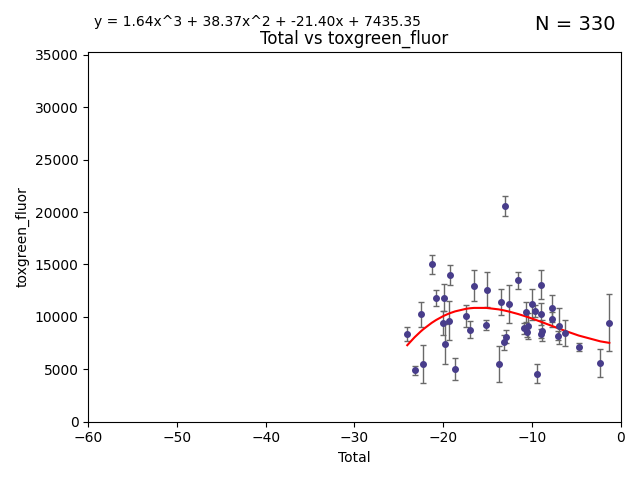 y = 1.64x^3 + 38.37x^2 + -21.40x + 7435.35
N = 330
Total vs toxgreen_fluor
35000
30000
25000
20000
15000
10000
5000
0
toxgreen_fluor
−60 −50 −40 −30 −20 −10 0
Total